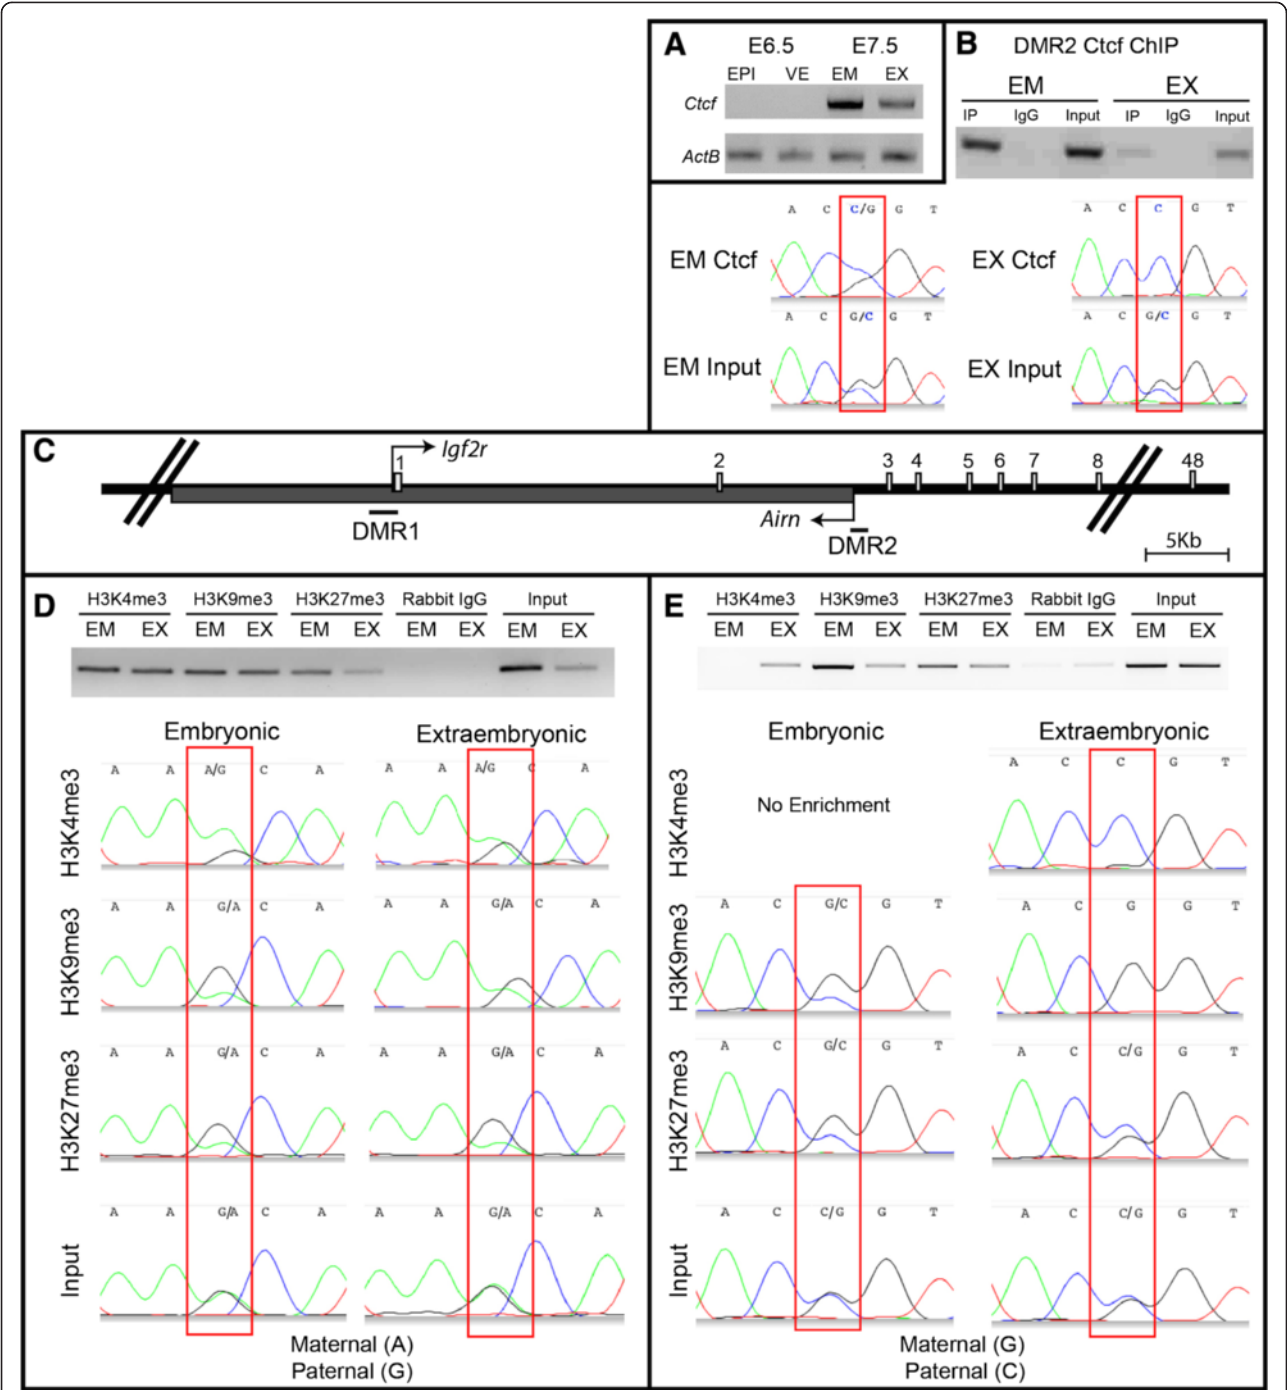 A
E6.5 E7.5
EPI VE EM EX
Ctcf
ActB
B
DMR2 Ctcf ChIP
EM EX
IP IgG Input IP IgG Input
A C C/G G T
EM Ctcf
A C G/C G T
EM Input
A C C G T
EX Ctcf
A C G/C G T
EX Input
C
Igf2r
1 2 3 4 5 6 7 8 48
DMR1
Airn
DMR2
5Kb
D
H3K4me3 H3K9me3 H3K27me3 Rabbit IgG Input
EM EX EM EX EM EX EM EX EM EX
Embryonic Extraembryonic
H3K4me3
A A A/G C A
A A A/G C A
H3K9me3
A A G/A C A
A A G/A C A
H3K27me3
A A G/A C A
A A G/A C A
Input
A A G/A C A
A A G/A C A
Maternal (A)
Paternal (G)
E
H3K4me3 H3K9me3 H3K27me3 Rabbit IgG Input
EM EX EM EX EM EX EM EX EM EX
Embryonic Extraembryonic
H3K4me3
No Enrichment
A C C G T
H3K9me3
A C G/C G T
A C G G T
H3K27me3
A C G/C G T
A C C/G G T
Input
A C C/G G T
A C C/G G T
Maternal (G)
Paternal (C)